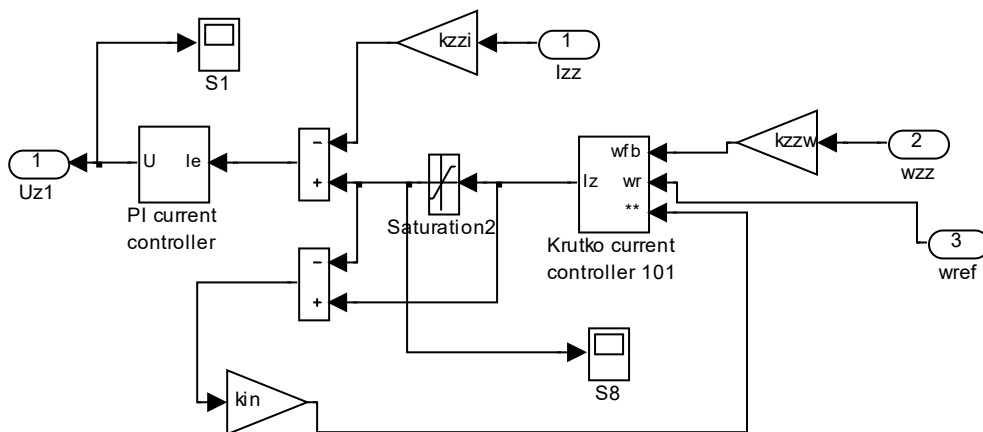 kzzi
1
Izz
S1
1
Uz1
U
Ie
PI current
controller
−
+
Saturation2
Iz
wfb
wr
**
Krutko current
controller 101
kzzw
2
wzz
3
wref
−
+
S8
kin